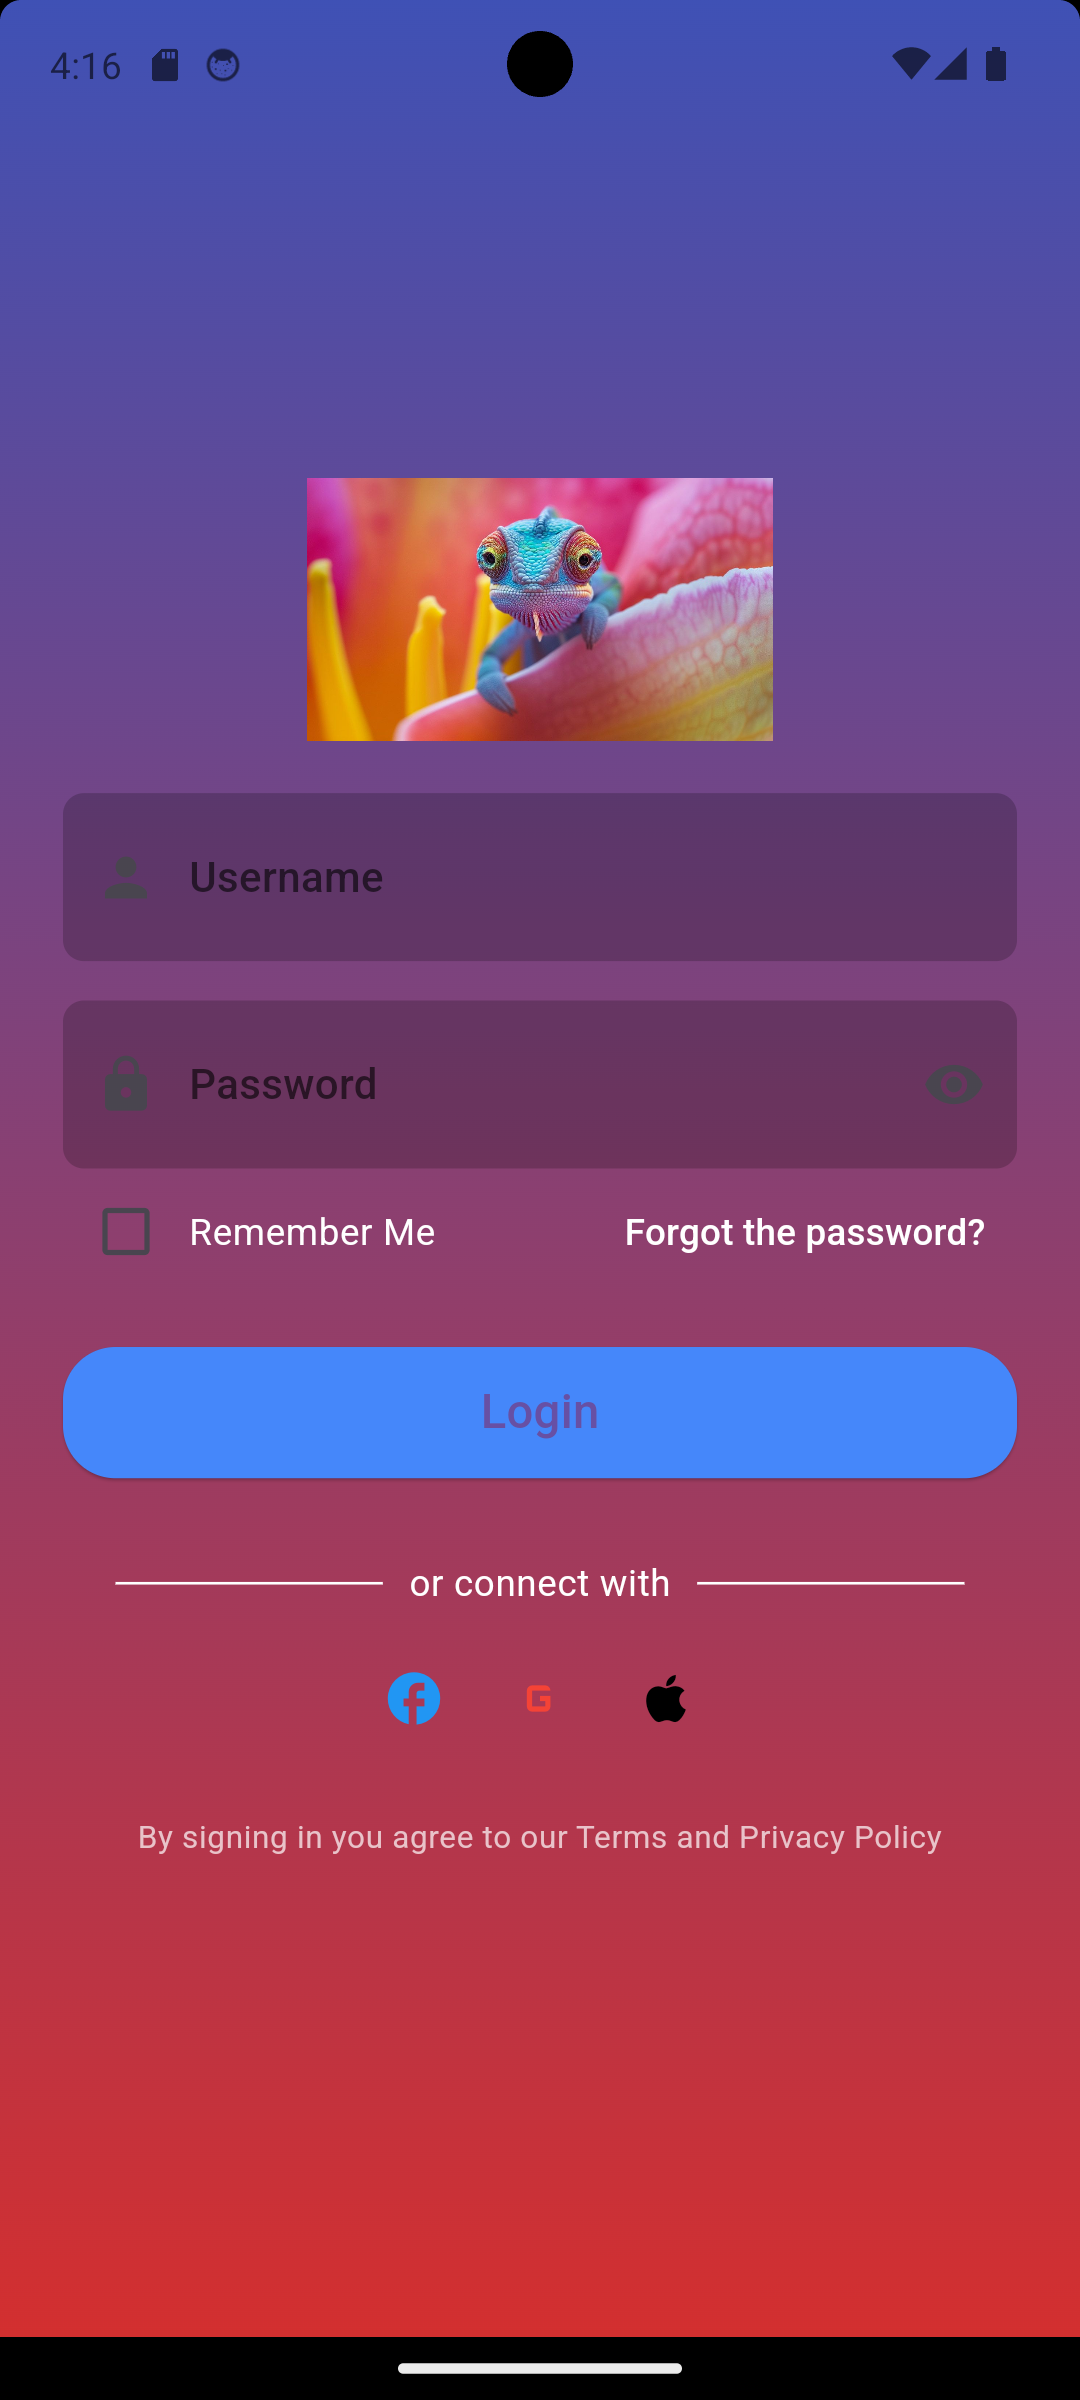 4:16
Username
Password
Remember Me Forgot the password?
Login
or connect with
By signing in you agree to our Terms and Privacy Policy